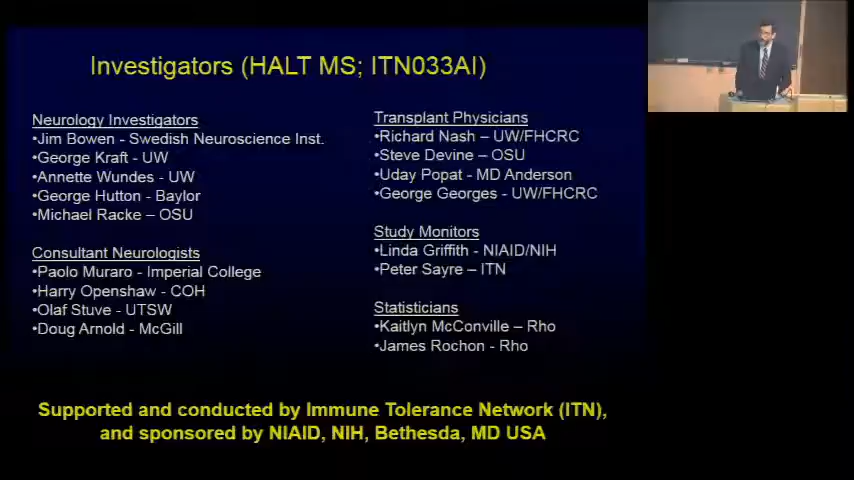 Investigators (HALT MS; ITN033AI)
Neurology Investigators
•Jim Bowen - Swedish Neuroscience Inst.
•George Kraft - UW
•Annette Wundes - UW
•George Hutton - Baylor
•Michael Racke – OSU
Consultant Neurologists
•Paolo Muraro - Imperial College
•Harry Openshaw - COH
•Olaf Stuve - UTSW
•Doug Arnold - McGill
Transplant Physicians
•Richard Nash – UW/FHCRC
•Steve Devine – OSU
•Uday Popat - MD Anderson
•George Georges - UW/FHCRC
Study Monitors
•Linda Griffith - NIAID/NIH
•Peter Sayre – ITN
Statisticians
•Kaitlyn McConville – Rho
•James Rochon - Rho
Supported and conducted by Immune Tolerance Network (ITN),
and sponsored by NIAID, NIH, Bethesda, MD USA